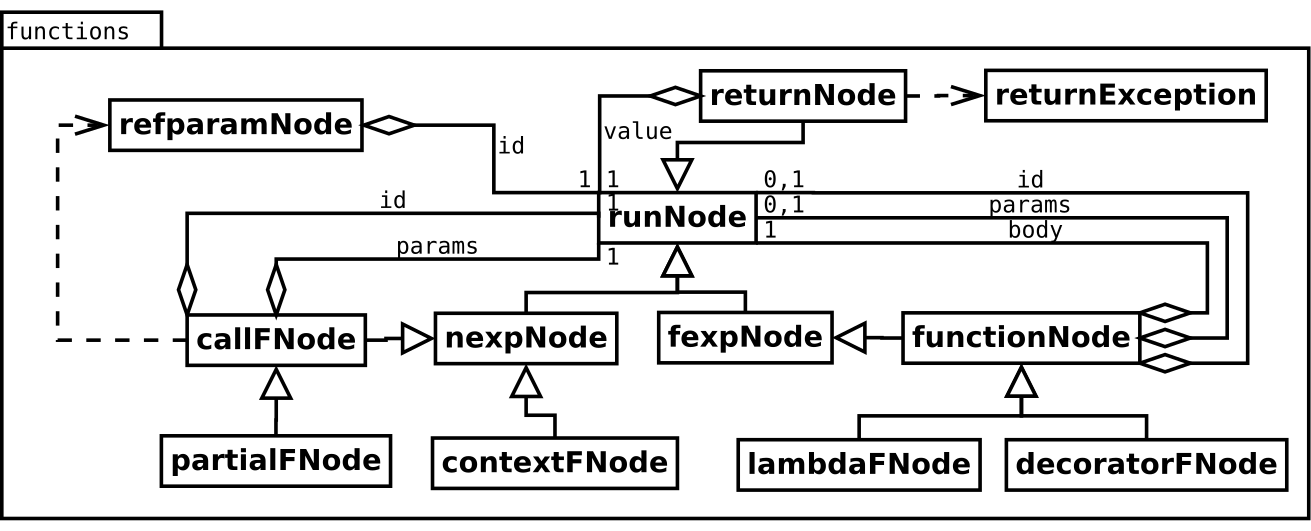 functions
returnNode
returnException
refparamNode
value
id
1 1
0,1
id
id
1
runNode
0,1
params
1
body
params
1
callFNode
nexpNode
fexpNode
functionNode
partialFNode
contextFNode
lambdaFNode
decoratorFNode